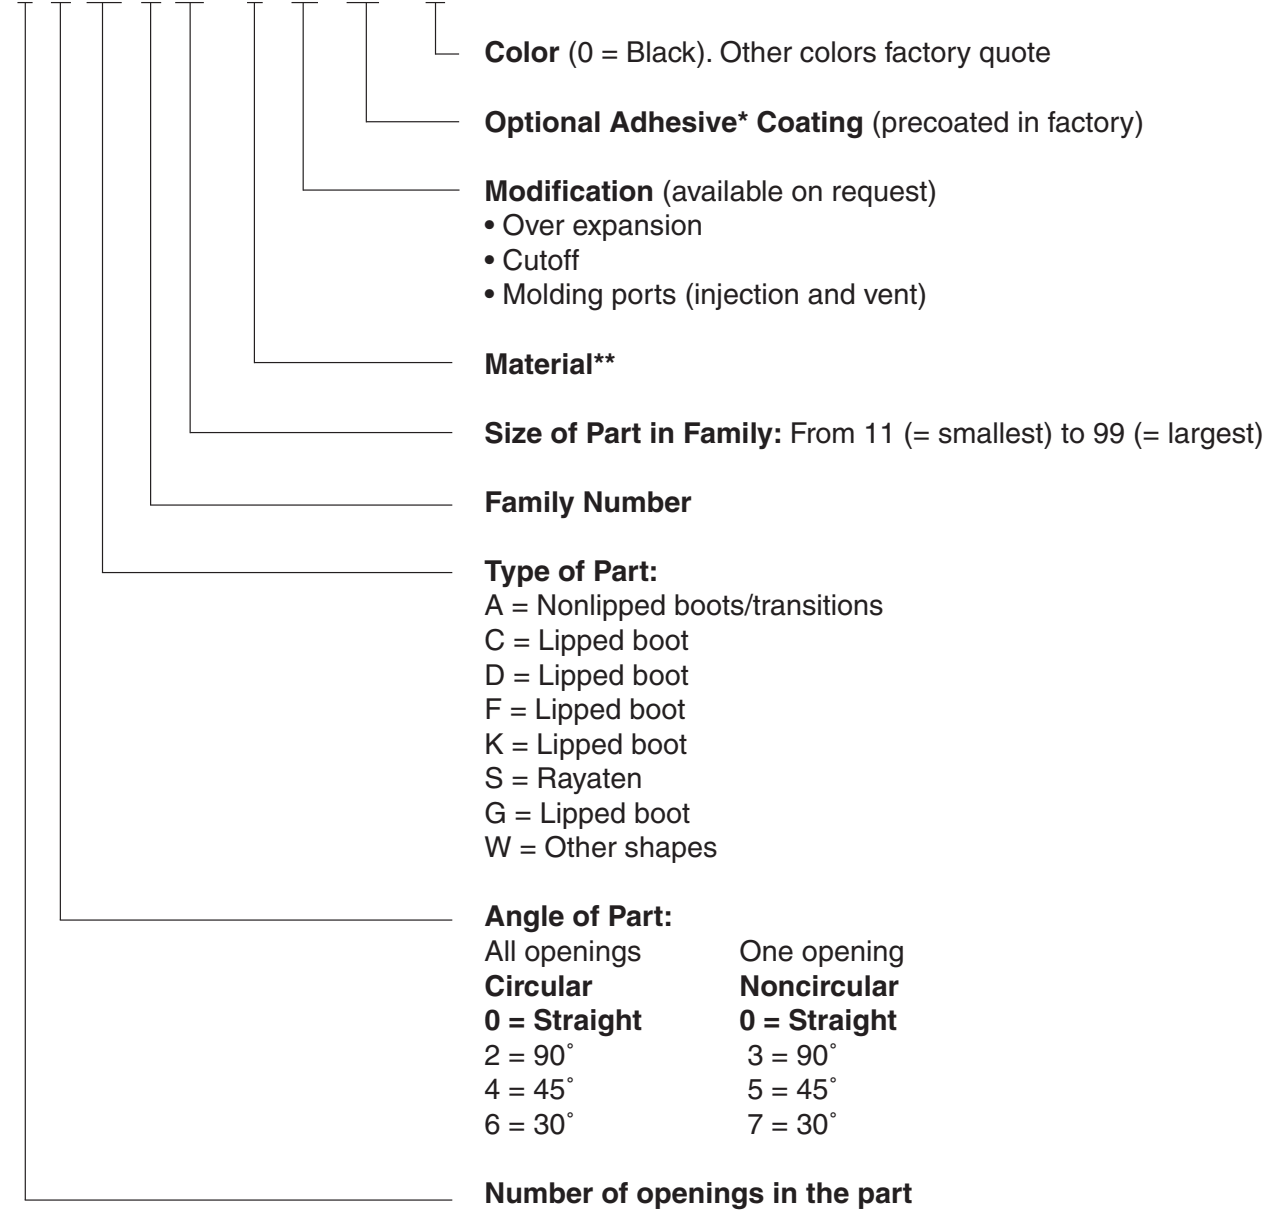 Color (0 = Black). Other colors factory quote
Optional Adhesive* Coating (precoated in factory)
Modification (available on request)
• Over expansion
• Cutoff
• Molding ports (injection and vent)
Material**
Size of Part in Family: From 11 (= smallest) to 99 (= largest)
Family Number
Type of Part:
A = Nonlipped boots/transitions
C = Lipped boot
D = Lipped boot
F = Lipped boot
K = Lipped boot
S = Rayaten
G = Lipped boot
W = Other shapes
Angle of Part:
All openings One opening
Circular Noncircular
0 = Straight 0 = Straight
2 = 90˚ 3 = 90˚
4 = 45˚ 5 = 45˚
6 = 30˚ 7 = 30˚
Number of openings in the part